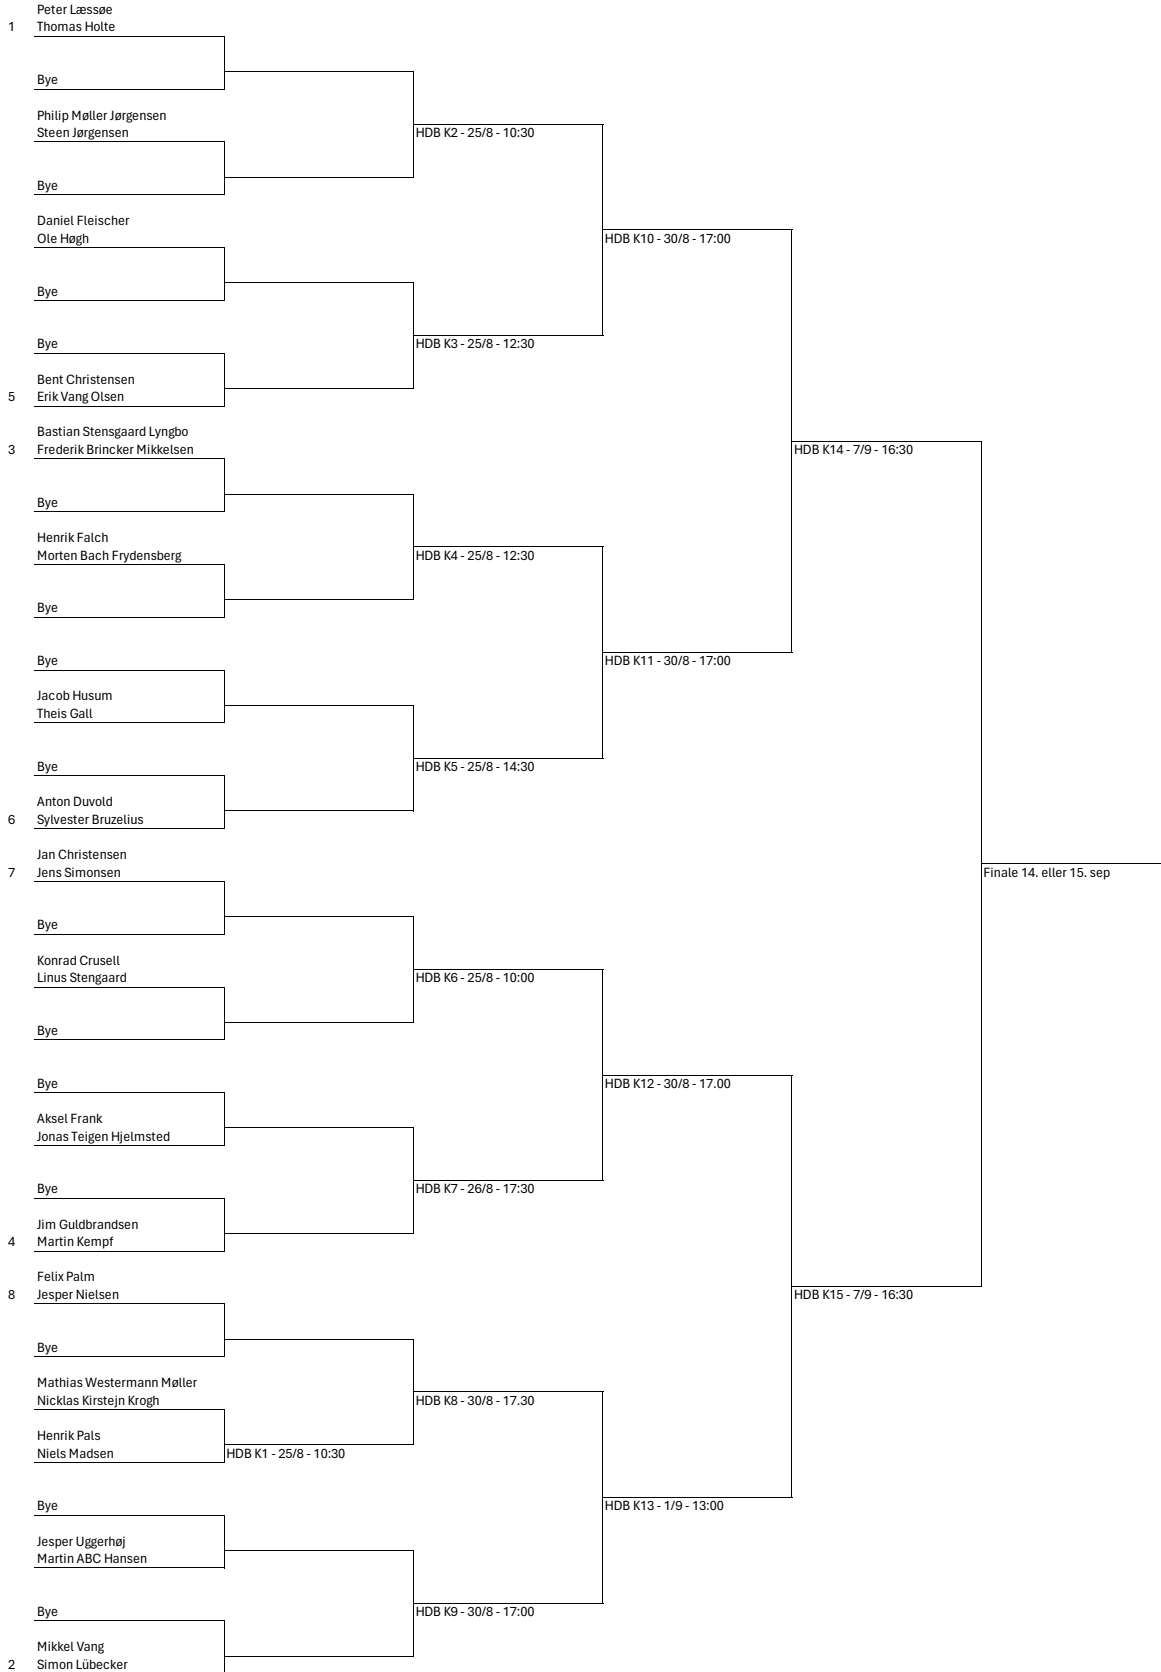 Peter Læssøe
1 Thomas Holte
Bye
Philip Møller Jørgensen
Steen Jørgensen
HDB K2 - 25/8 - 10:30
Bye
Daniel Fleischer
Ole Høgh
HDB K10 - 30/8 - 17:00
Bye
Bye
HDB K3 - 25/8 - 12:30
Bent Christensen
5 Erik Vang Olsen
Bastian Stensgaard Lyngbo
3 Frederik Brincker Mikkelsen
HDB K14 - 7/9 - 16:30
Bye
Henrik Falch
Morten Bach Frydensberg
HDB K4 - 25/8 - 12:30
Bye
Bye
HDB K11 - 30/8 - 17:00
Jacob Husum
Theis Gall
Bye
HDB K5 - 25/8 - 14:30
Anton Duvold
6 Sylvester Bruzelius
Jan Christensen
7 Jens Simonsen
Finale 14. eller 15. sep
Bye
Konrad Crusell
Linus Stengaard
HDB K6 - 25/8 - 10:00
Bye
Bye
HDB K12 - 30/8 - 17.00
Aksel Frank
Jonas Teigen Hjelmsted
Bye
HDB K7 - 26/8 - 17:30
Jim Guldbrandsen
4 Martin Kempf
Felix Palm
8 Jesper Nielsen
HDB K15 - 7/9 - 16:30
Bye
Mathias Westermann Møller
Nicklas Kirstejn Krogh
HDB K8 - 30/8 - 17.30
Henrik Pals
Niels Madsen
HDB K1 - 25/8 - 10:30
Bye
HDB K13 - 1/9 - 13:00
Jesper Uggerhøj
Martin ABC Hansen
Bye
HDB K9 - 30/8 - 17:00
Mikkel Vang
2 Simon Lübecker